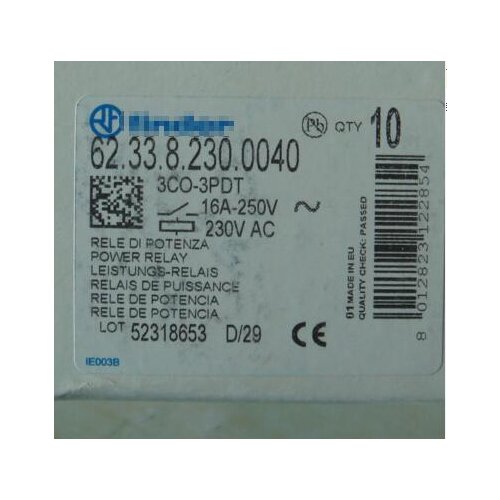 finder
Pb QTY 10
62.33.8.230.0040
3CO-3PDT
16A-250V ~
230V AC
RELE DI POTENZA
POWER RELAY
LEISTUNGS-RELAIS
RELAIS DE PUISSANCE
RELE DE POTENCIA
RELE DE POTENCIA
LOT 52318653 D/29 CE
IE003B
01 MADE IN EU
QUALITY CHECK: PASSED
8 012823 122854